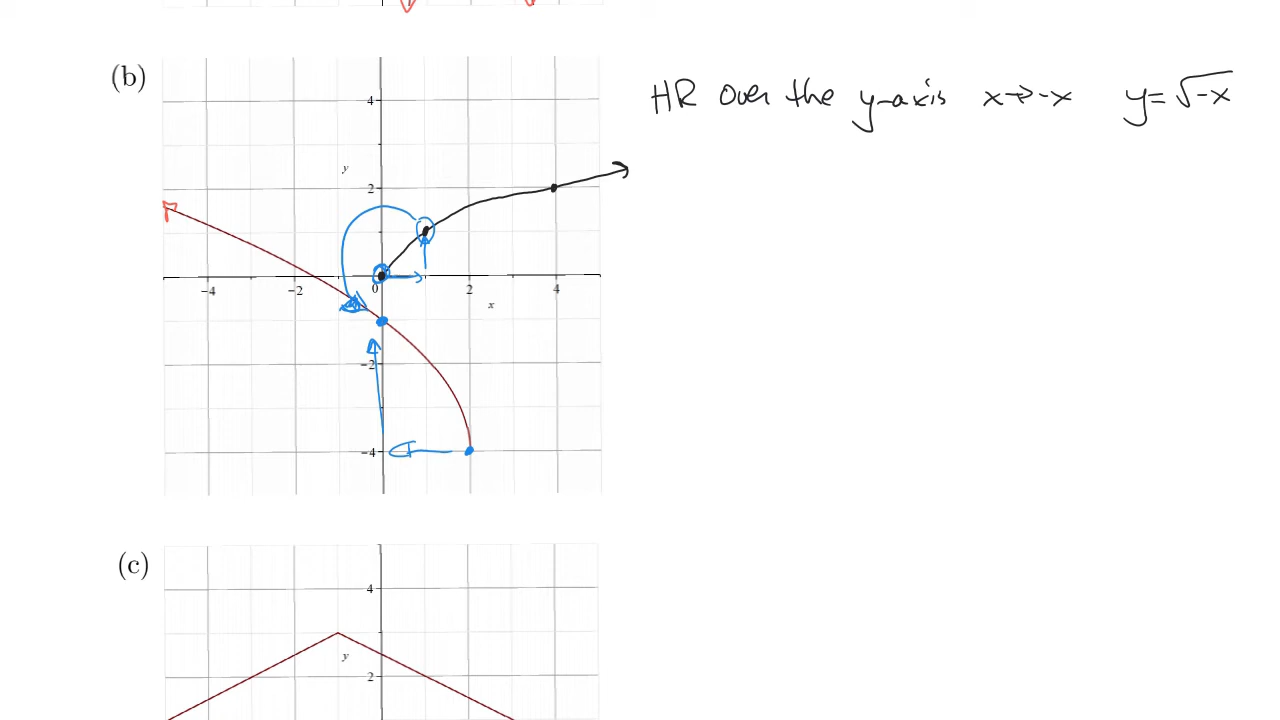 (b)
HR over the y-axis x→-x y=√-x
4
y
2
-4 -2 0 2 4
x
-2
-4
(c)
4
y
2